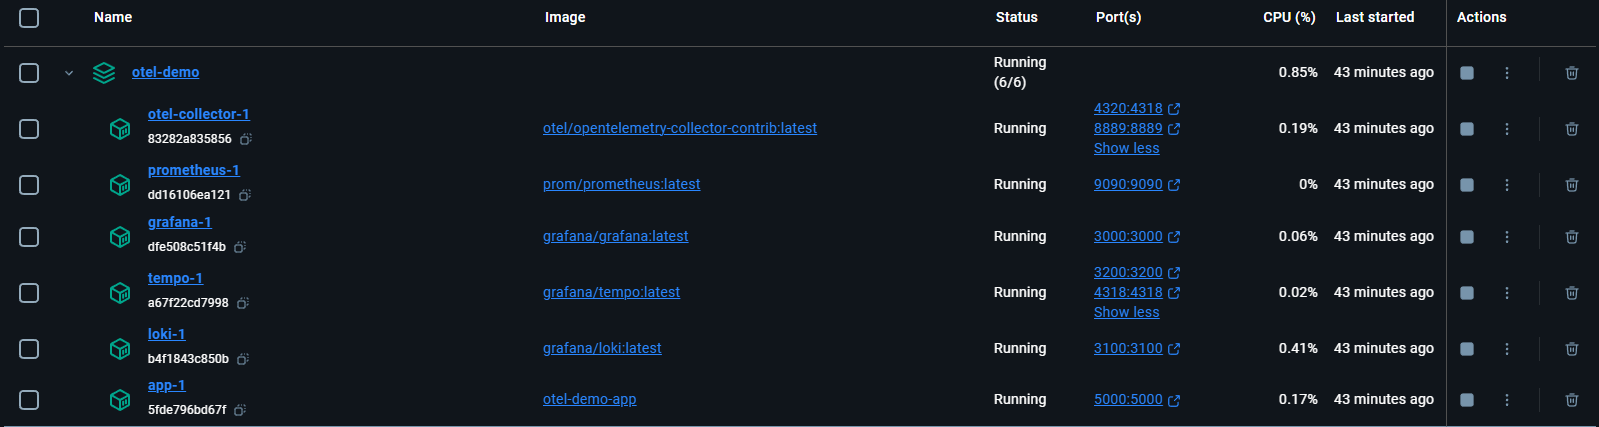 Name Image Status Port(s) CPU (%) Last started Actions
otel-demo Running (6/6) 0.85% 43 minutes ago
otel-collector-1
83282a835856
otel/opentelemetry-collector-contrib:latest Running
4320:4318
8889:8889
Show less
0.19% 43 minutes ago
prometheus-1
dd16106ea121
prom/prometheus:latest Running 9090:9090 0% 43 minutes ago
grafana-1
dfe508c51f4b
grafana/grafana:latest Running 3000:3000 0.06% 43 minutes ago
tempo-1
a67f22cd7998
grafana/tempo:latest Running
3200:3200
4318:4318
Show less
0.02% 43 minutes ago
loki-1
b4f1843c850b
grafana/loki:latest Running 3100:3100 0.41% 43 minutes ago
app-1
5fde796bd67f
otel-demo-app Running 5000:5000 0.17% 43 minutes ago